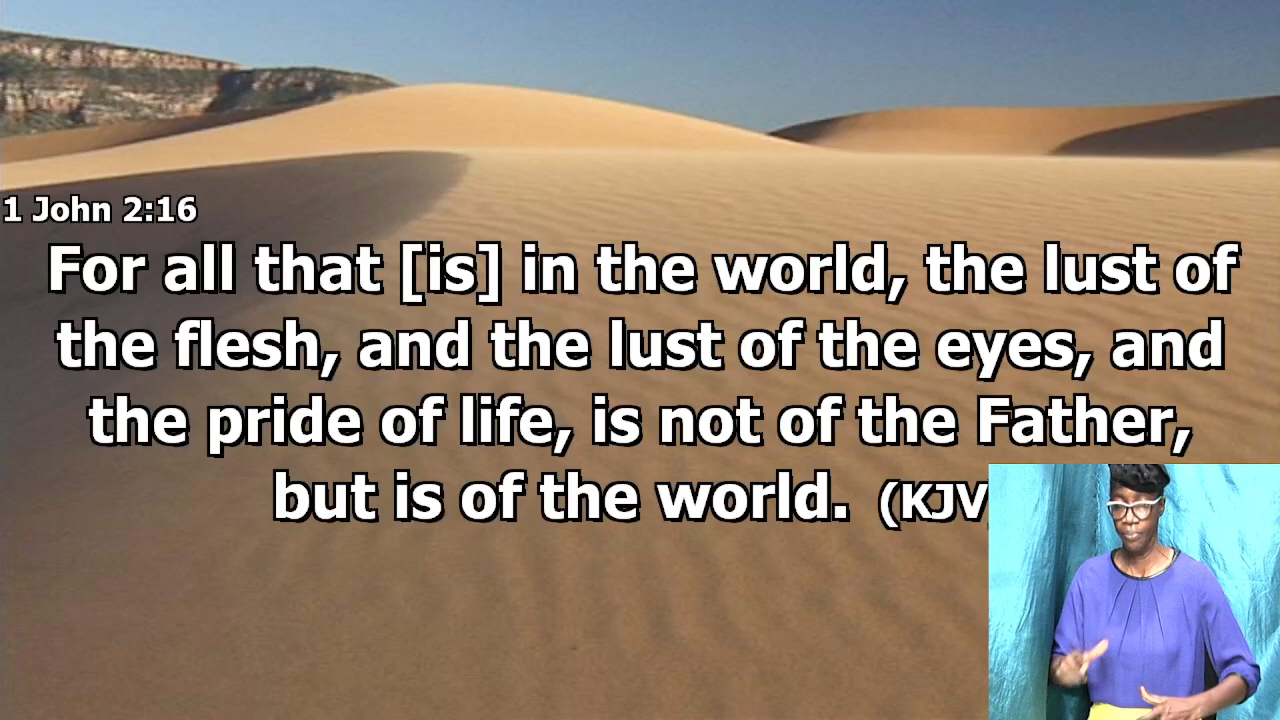 1 John 2:16
For all that [is] in the world, the lust of
the flesh, and the lust of the eyes, and
the pride of life, is not of the Father,
but is of the world. (KJV